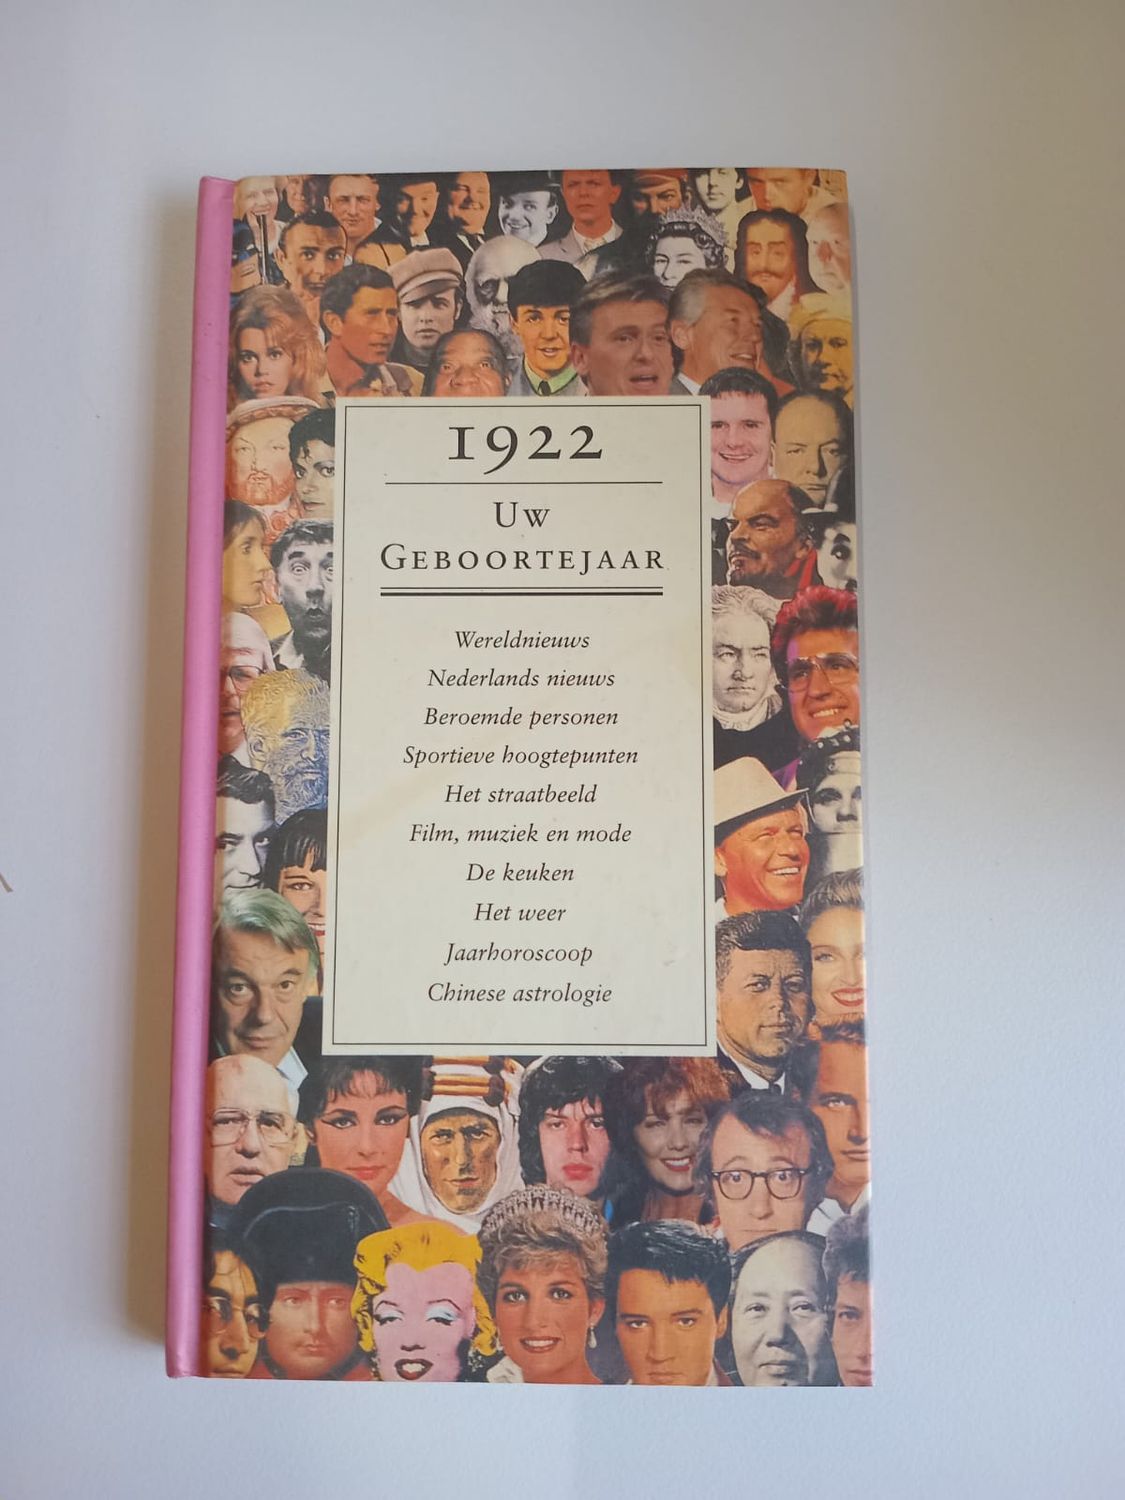 1922
Uw
Geboortejaar
Wereldnieuws
Nederlands nieuws
Beroemde personen
Sportieve hoogtepunten
Het straatbeeld
Film, muziek en mode
De keuken
Het weer
Jaarhoroscoop
Chinese astrologie